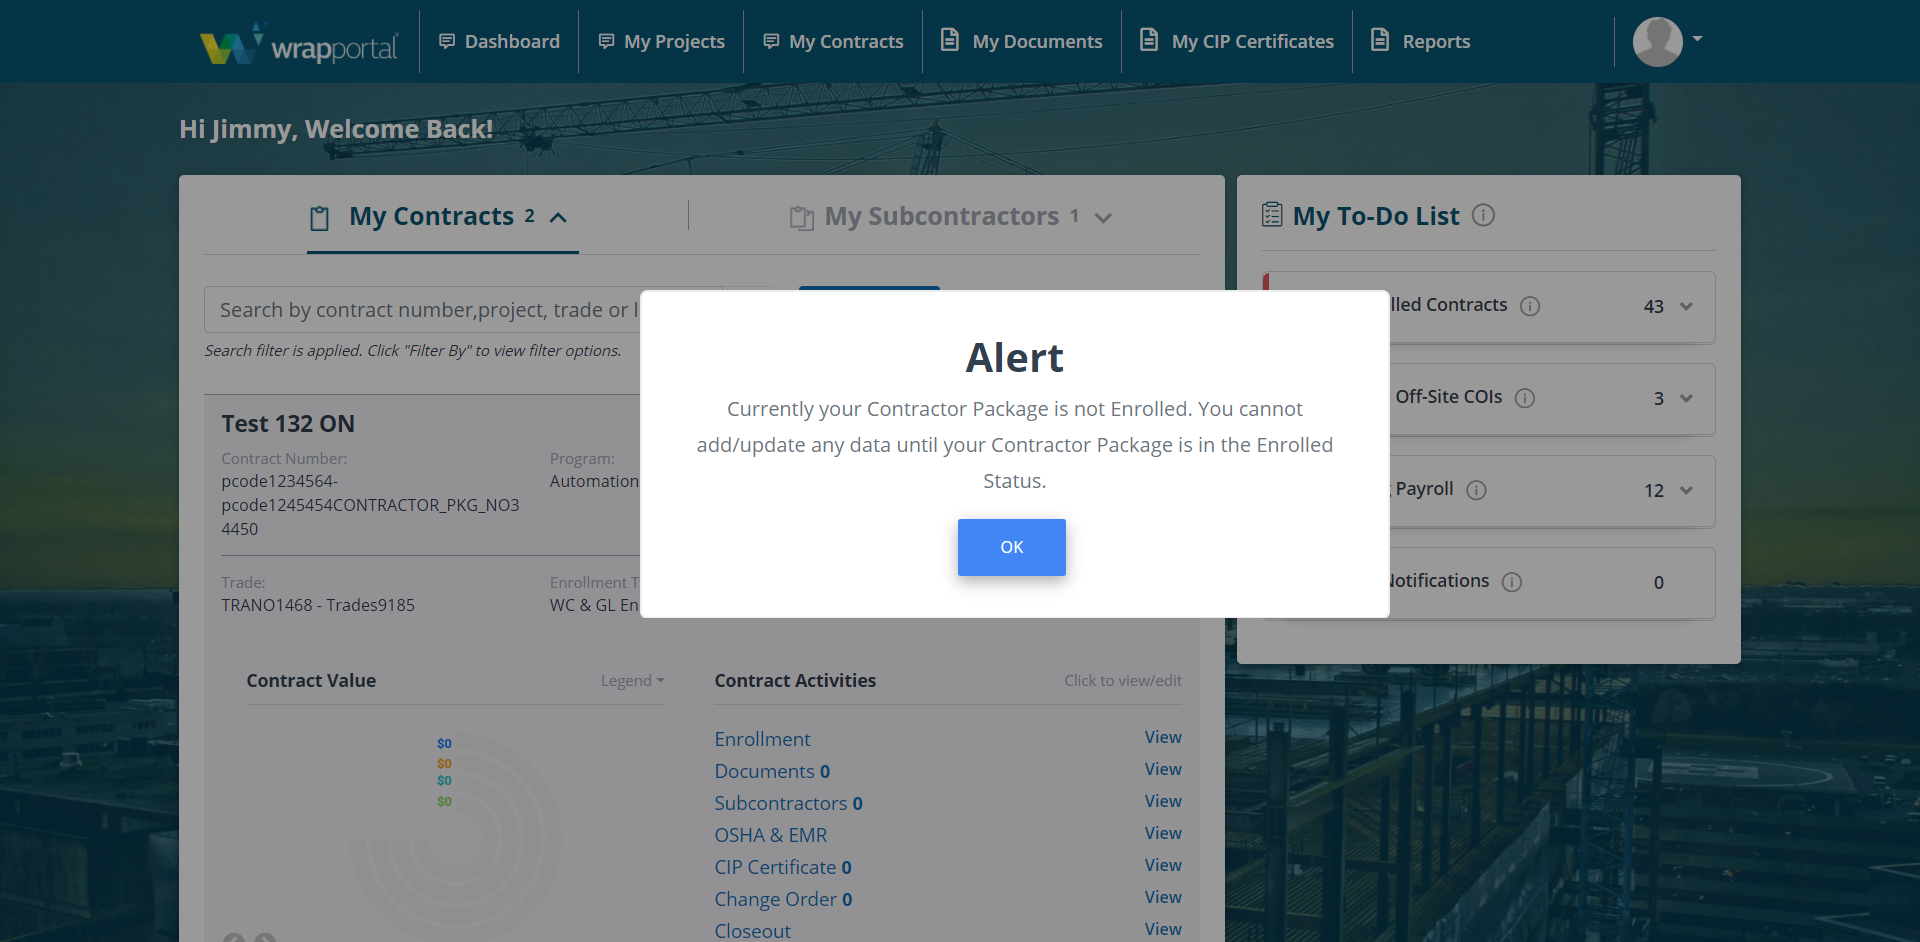 wrapportal
Dashboard
My Projects
My Contracts
My Documents
My CIP Certificates
Reports
Hi Jimmy, Welcome Back!
My Contracts 2
My Subcontractors 1
My To-Do List
Search by contract number,project, trade or
Search filter is applied. Click "Filter By" to view filter options.
Test 132 ON
Contract Number:
pcode1234564-
pcode1245454CONTRACTOR_PKG_NO3
4450
Program:
Automation
Trade:
TRANO1468 - Trades9185
Enrollment T
WC & GL En
Alert
Currently your Contractor Package is not Enrolled. You cannot
add/update any data until your Contractor Package is in the Enrolled
Status.
OK
lled Contracts 43
Off-Site COIs 3
Payroll 12
Notifications 0
Contract Value
Legend
$0
$0
$0
$0
Contract Activities
Click to view/edit
Enrollment View
Documents 0 View
Subcontractors 0 View
OSHA & EMR View
CIP Certificate 0 View
Change Order 0 View
Closeout View